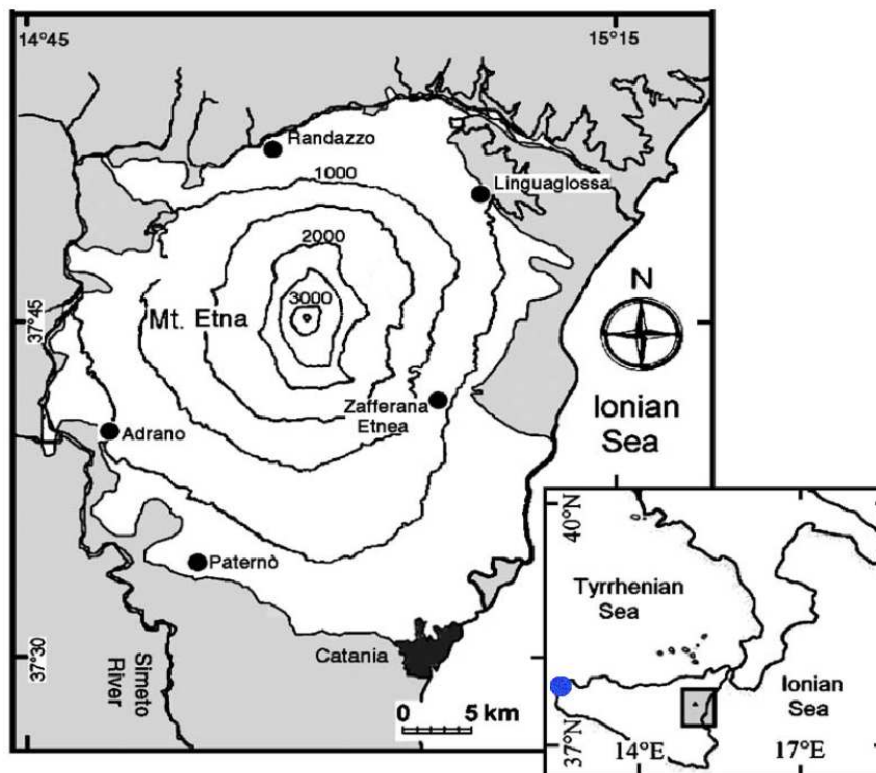 14°45
15°15
Randazzo
1000
Linguaglossa
2000
N
3000
Mt. Etna
37°45
Zafferana
Etnea
Ionian
Sea
Adrano
40°N
Paternò
Tyrrhenian
Sea
Catania
37°30
Simeto
River
Ionian
Sea
0 5 km
37°N
14°E
17°E